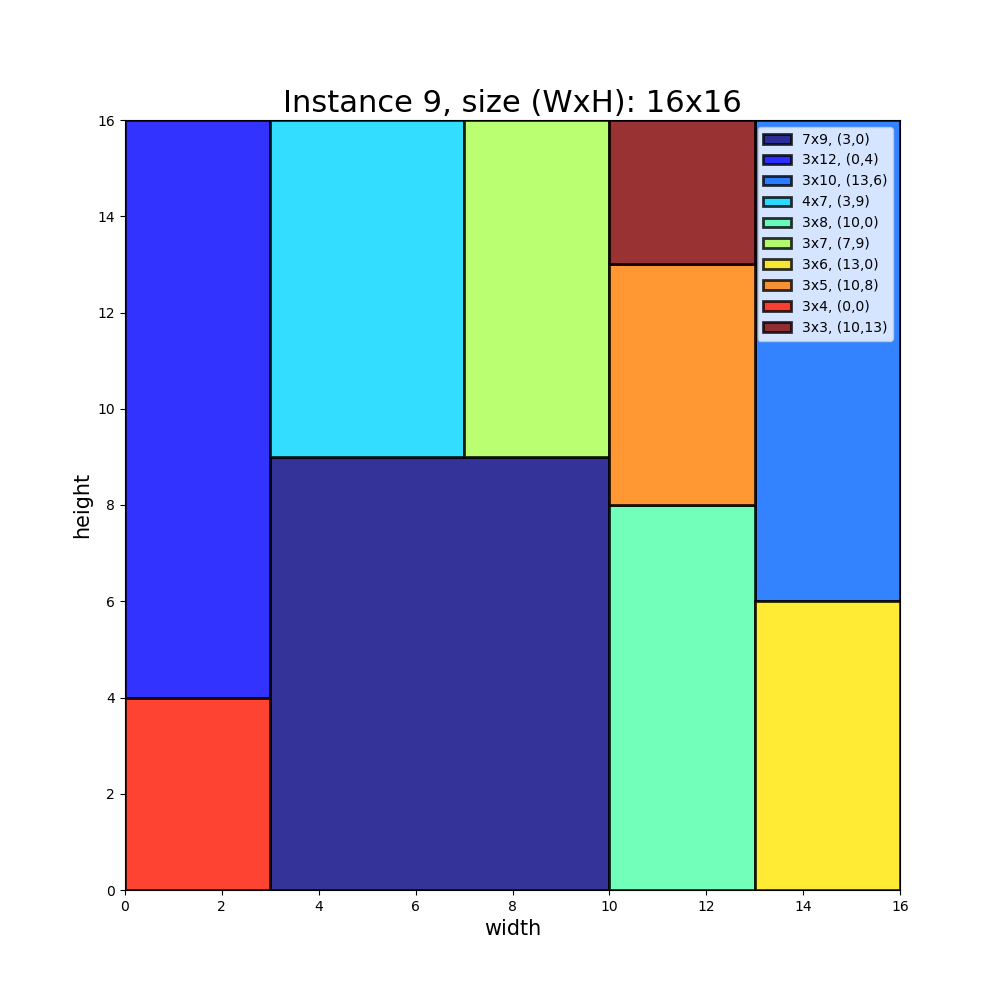 Instance 9, size (WxH): 16x16
16
14
12
10
8
6
4
2
0
height
7x9, (3,0)
3x12, (0,4)
3x10, (13,6)
4x7, (3,9)
3x8, (10,0)
3x7, (7,9)
3x6, (13,0)
3x5, (10,8)
3x4, (0,0)
3x3, (10,13)
0 2 4 6 8 10 12 14 16
width